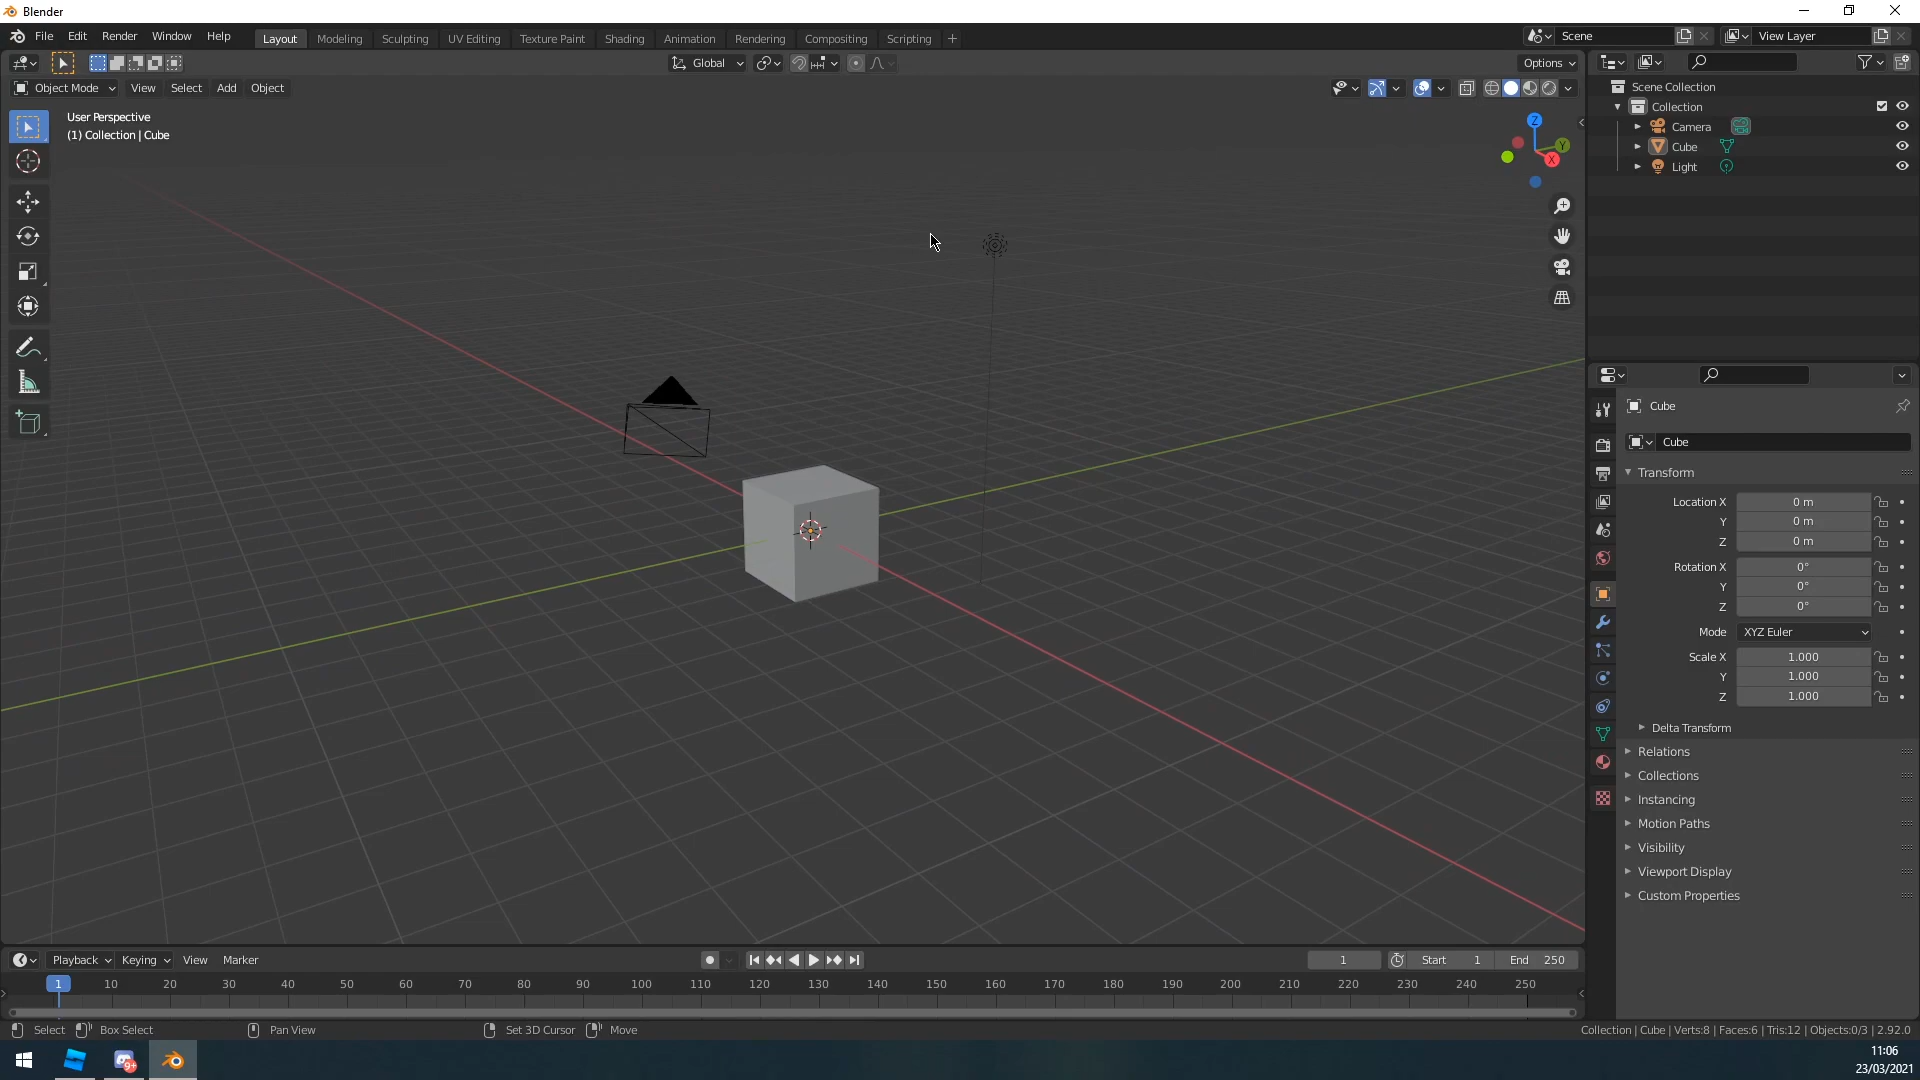 Blender
File Edit Render Window Help Layout Modeling Sculpting UV Editing Texture Paint Shading Animation Rendering Compositing Scripting + Scene View Layer
Global Options
Object Mode View Select Add Object
User Perspective
(1) Collection | Cube
Z
Y
X
Scene Collection
Collection
Camera
Cube
Light
Cube
Cube
Transform
Location X 0 m
Y 0 m
Z 0 m
Rotation X 0°
Y 0°
Z 0°
Mode XYZ Euler
Scale X 1.000
Y 1.000
Z 1.000
Delta Transform
Relations
Collections
Instancing
Motion Paths
Visibility
Viewport Display
Custom Properties
Playback Keying View Marker 1 Start 1 End 250
1 10 20 30 40 50 60 70 80 90 100 110 120 130 140 150 160 170 180 190 200 210 220 230 240 250
Select Box Select Pan View Set 3D Cursor Move Collection | Cube | Verts:8 | Faces:6 | Tris:12 | Objects:0/3 | 2.92.0
9+
11:06
23/03/2021